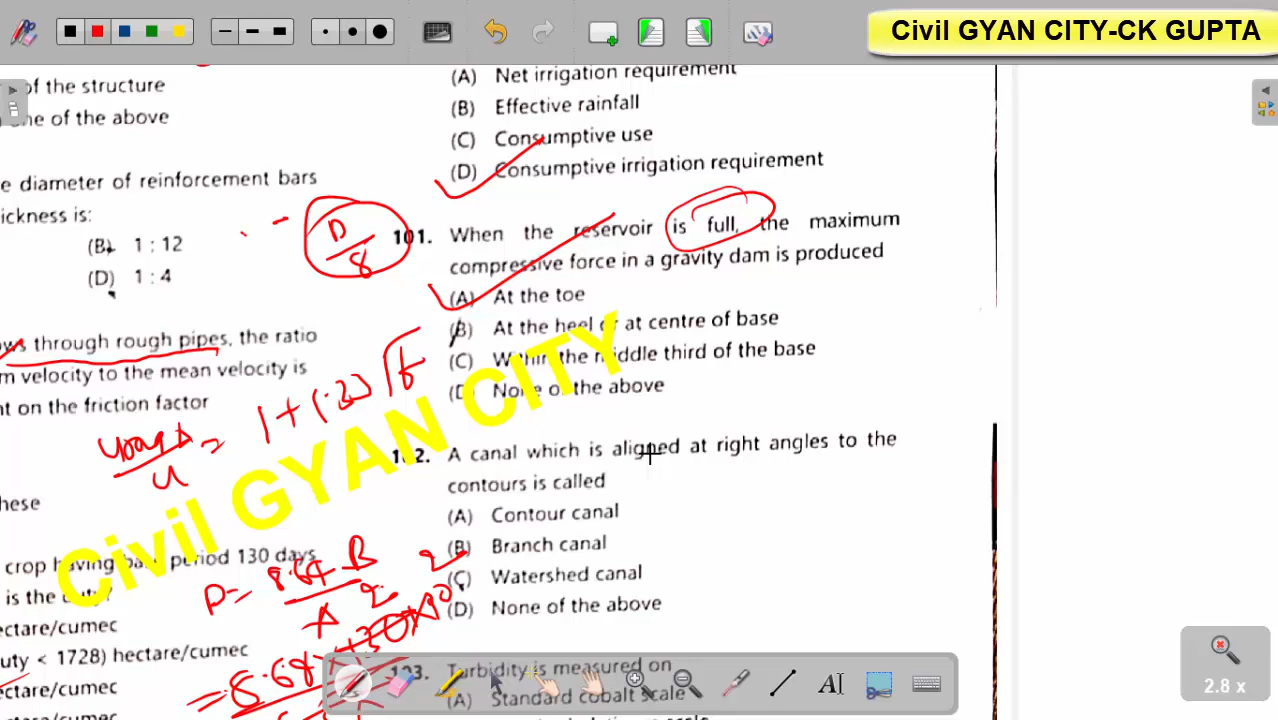 Civil GYAN CITY-CK GUPTA
of the structure
ne of the above
e diameter of reinforcement bars
ickness is:
(B) 1 : 12
(D) 1 : 4
D
8
ws through rough pipes, the ratio
m velocity to the mean velocity is
nt on the friction factor
1 + 1.33 √f
u
hese
crop having base period 130 days,
is the duty?
ectare/cumec
uty < 1728) hectare/cumec
ectare/cumec
D = 8.64 B
(A) Net irrigation requirement
(B) Effective rainfall
(C) Consumptive use
(D) Consumptive irrigation requirement
101. When the reservoir is full, the maximum
compressive force in a gravity dam is produced
(A) At the toe
(B) At the heel or at centre of base
(C) Within the middle third of the base
(D) None of the above
102. A canal which is aligned at right angles to the
contours is called
(A) Contour canal
(B) Branch canal
(C) Watershed canal
(D) None of the above
103. Turbidity is measured on
(A) Standard cobalt scale
Civil GYAN CITY
2.8 x